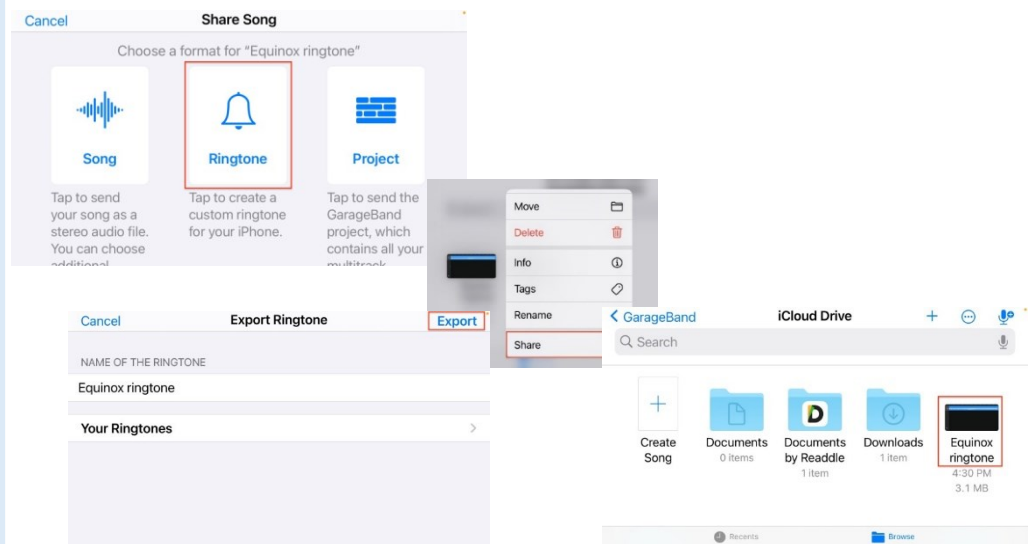 Cancel
Share Song
Choose a format for “Equinox ringtone”
Song
Ringtone
Project
Tap to send
your song as a
stereo audio file.
You can choose
additional
Tap to create a
custom ringtone
for your iPhone.
Tap to send the
GarageBand
project, which
contains all your
multitrack
Move
Delete
Info
Tags
Rename
Share
Cancel
Export Ringtone
Export
NAME OF THE RINGTONE
Equinox ringtone
Your Ringtones
GarageBand
iCloud Drive
Search
Create
Song
Documents
0 items
Documents
by Readdle
1 item
Downloads
1 item
Equinox
ringtone
4:30 PM
3.1 MB
Recents
Browse